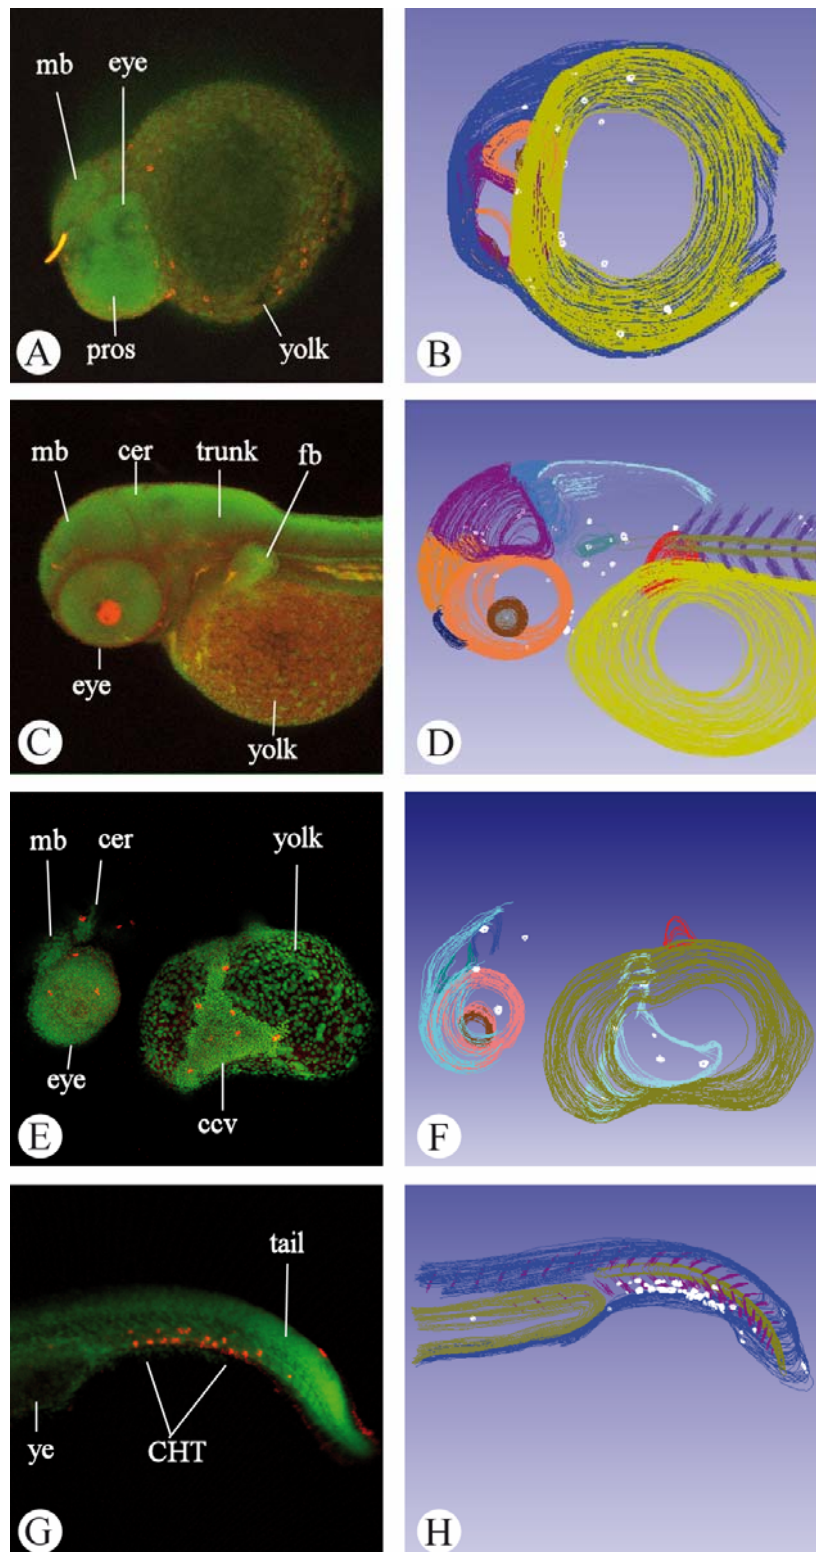 mb eye
A pros yolk B
mb cer trunk fb
eye
C yolk D
mb cer yolk
eye
E ccv F
tail
ye CHT
G H